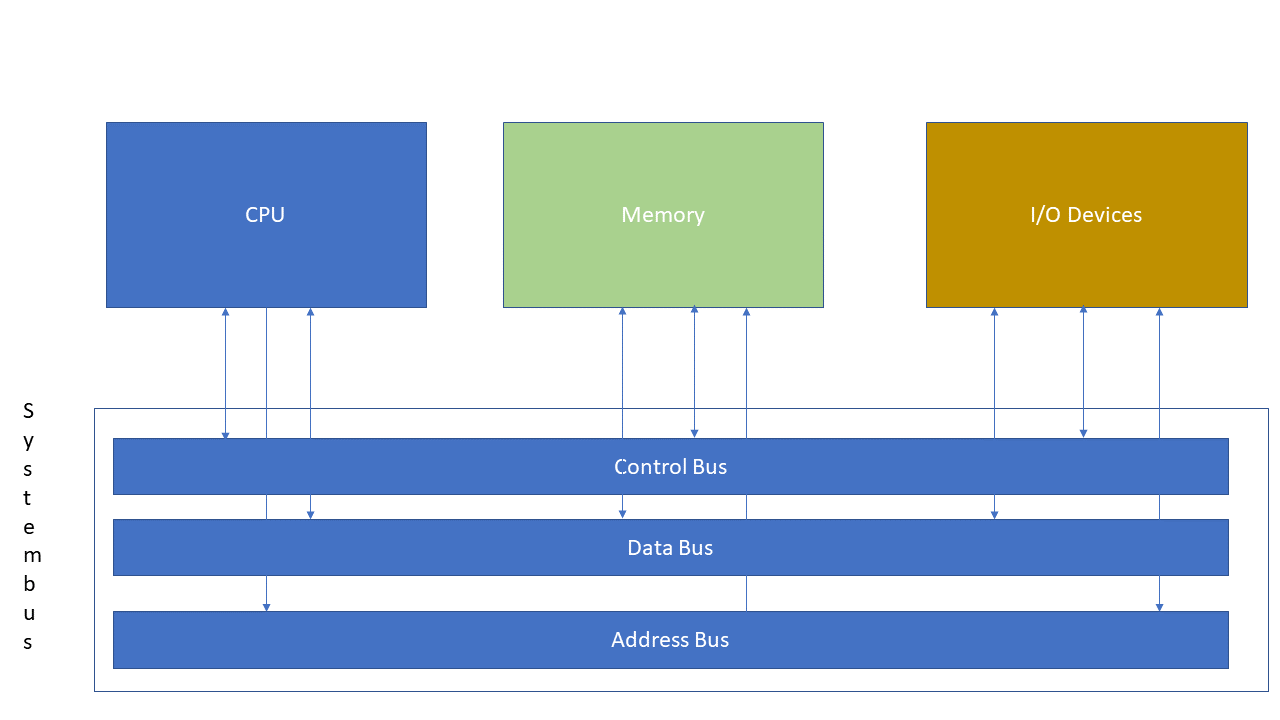 CPU
Memory
I/O Devices
S
y
s
t
e
m
b
u
s
Control Bus
Data Bus
Address Bus